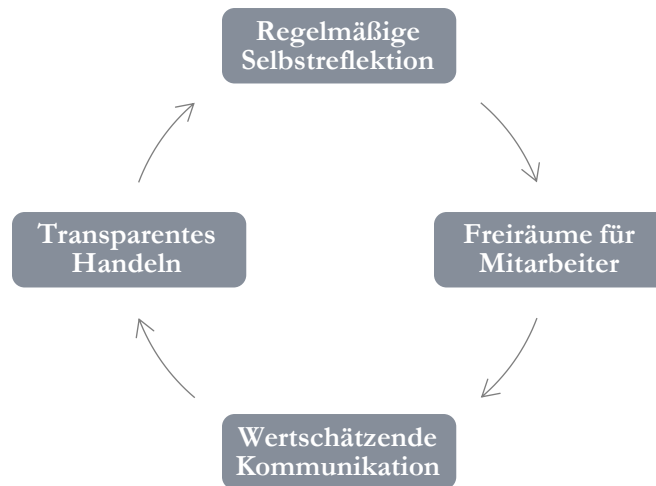 Regelmäßige
Selbstreflektion
Transparentes
Handeln
Freiräume für
Mitarbeiter
Wertschätzende
Kommunikation